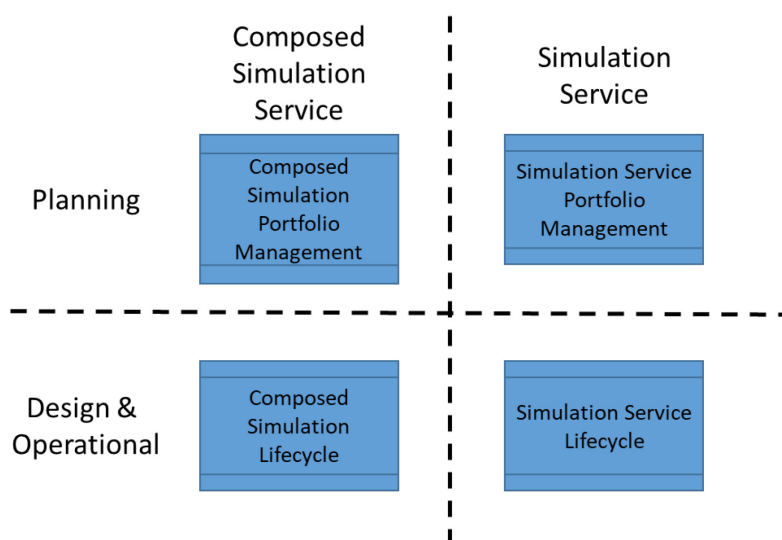 Composed
Simulation
Service
Simulation
Service
Planning
Composed
Simulation
Portfolio
Management
Simulation Service
Portfolio
Management
Design &
Operational
Composed
Simulation
Lifecycle
Simulation Service
Lifecycle